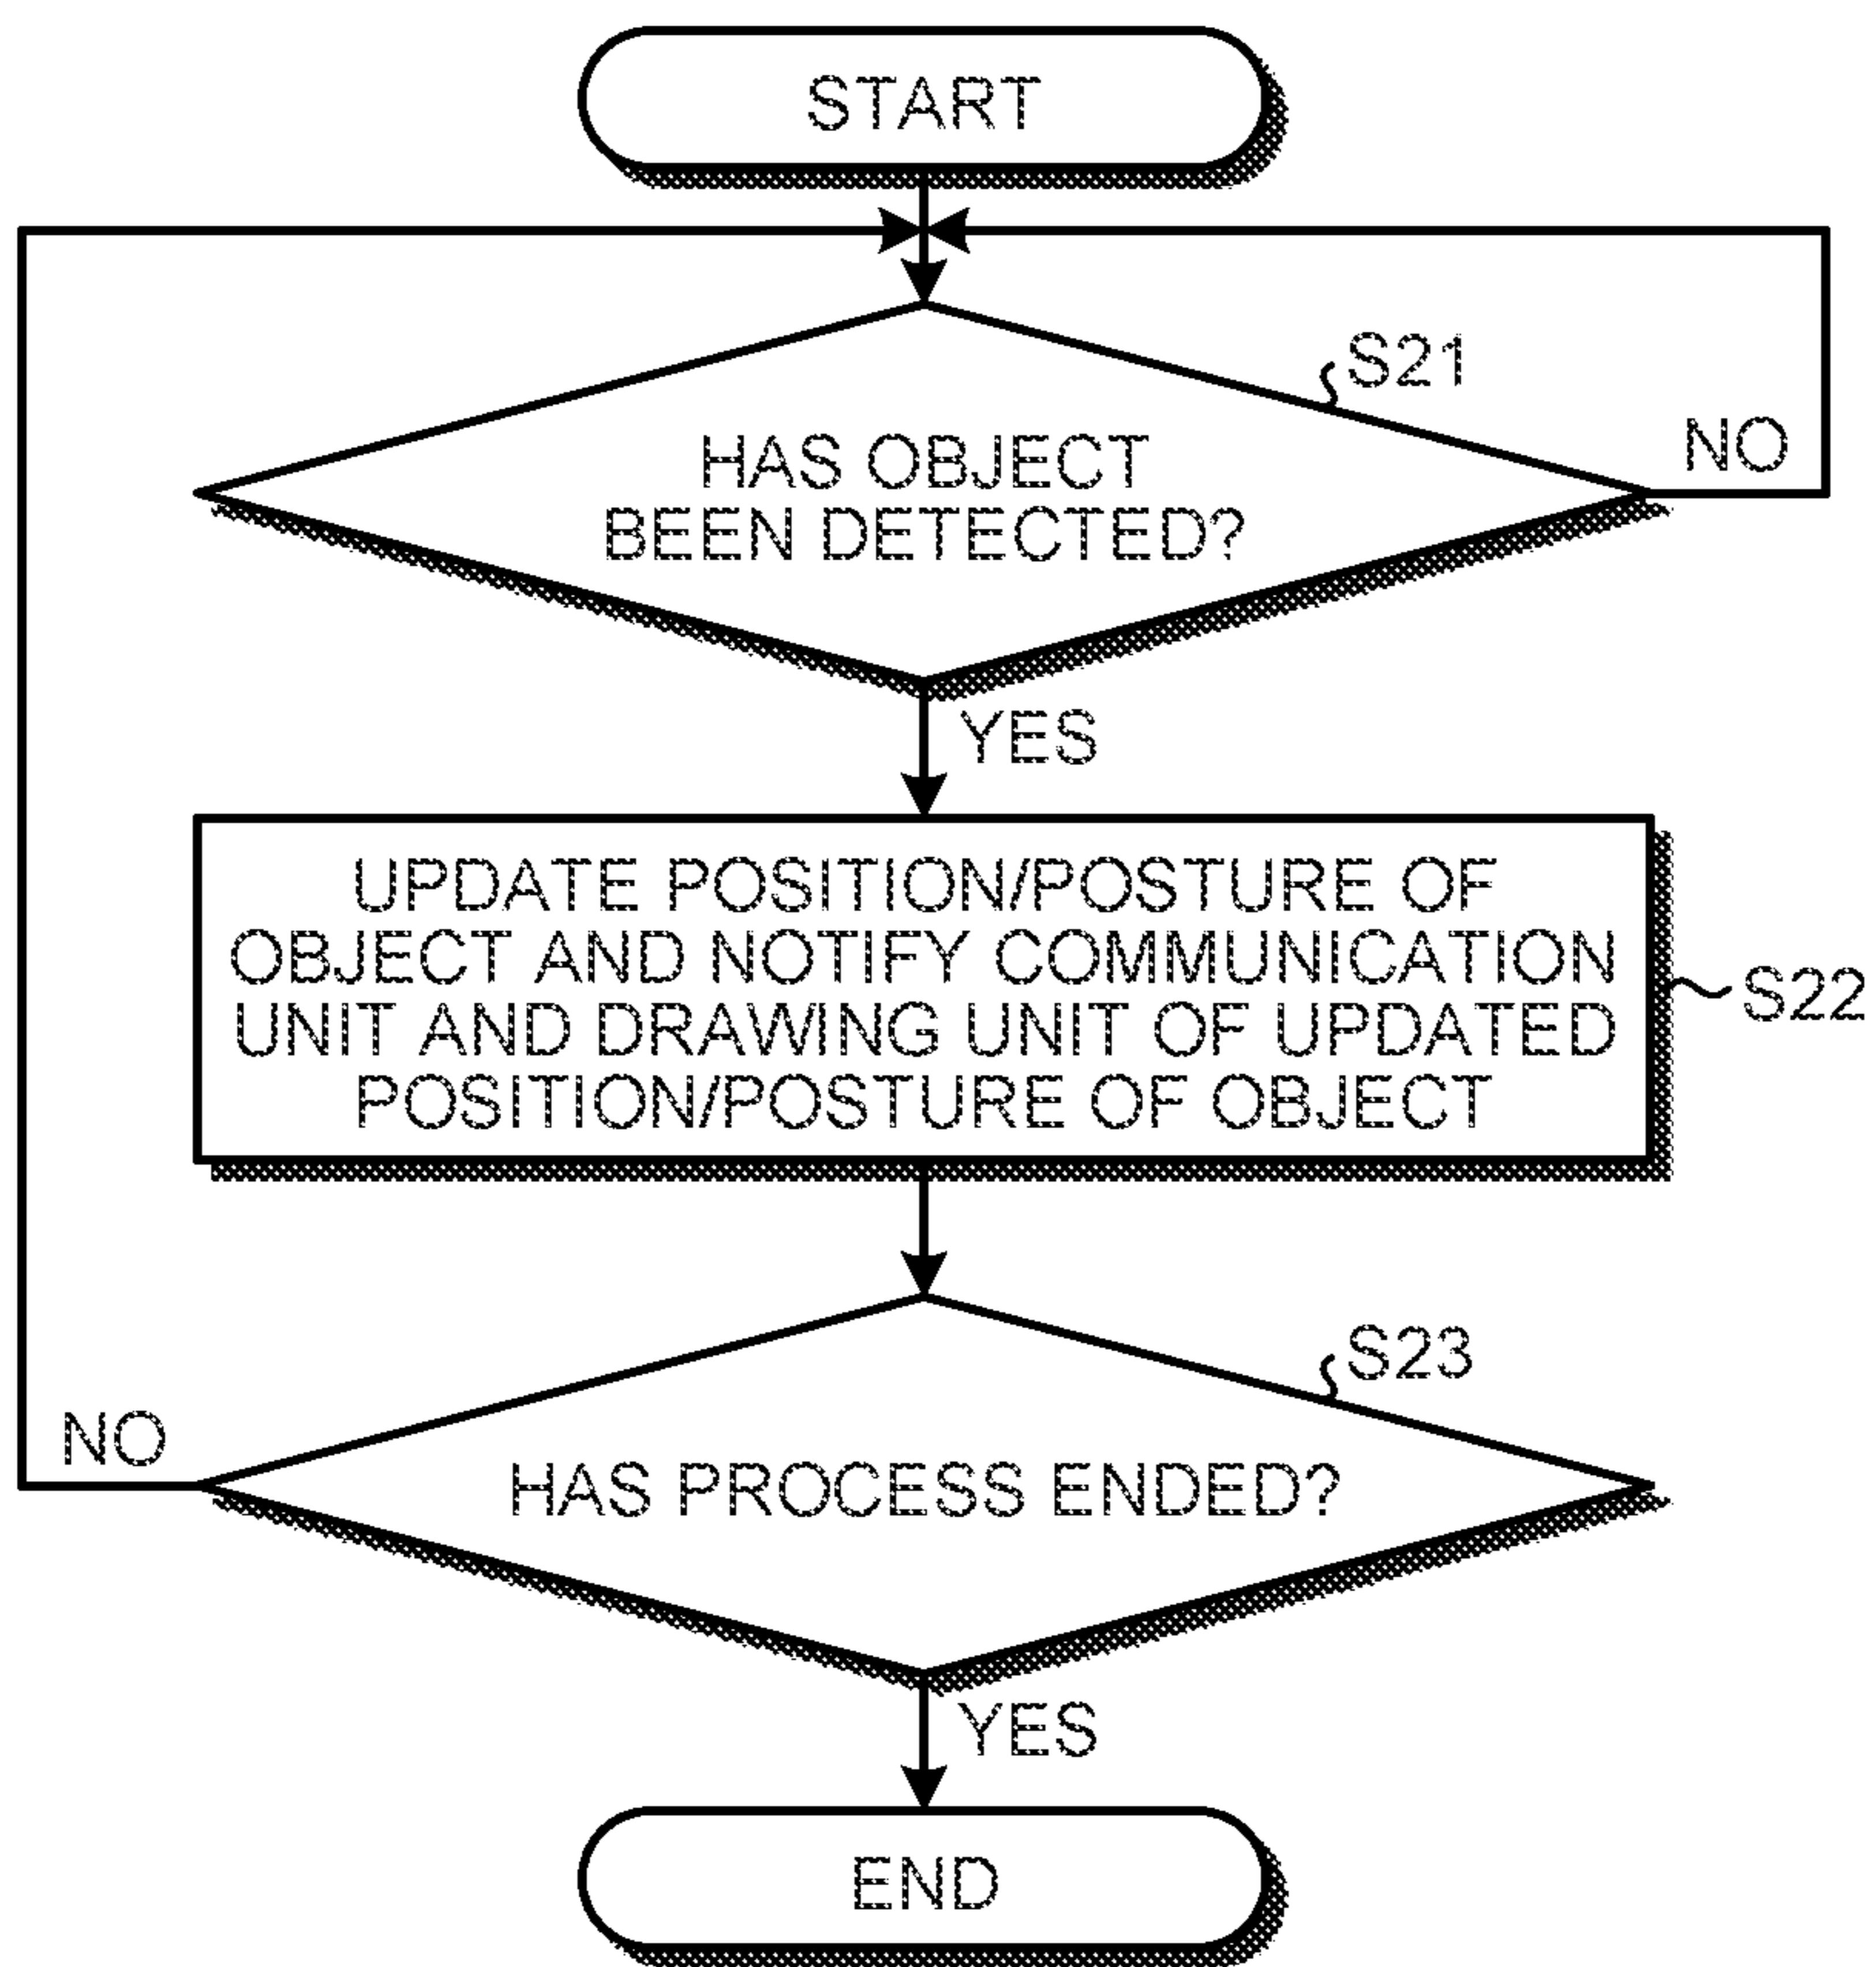 START
S21
HAS OBJECT
BEEN DETECTED?
NO
YES
UPDATE POSITION/POSTURE OF
OBJECT AND NOTIFY COMMUNICATION
UNIT AND DRAWING UNIT OF UPDATED
POSITION/POSTURE OF OBJECT
S22
S23
HAS PROCESS ENDED?
NO
YES
END